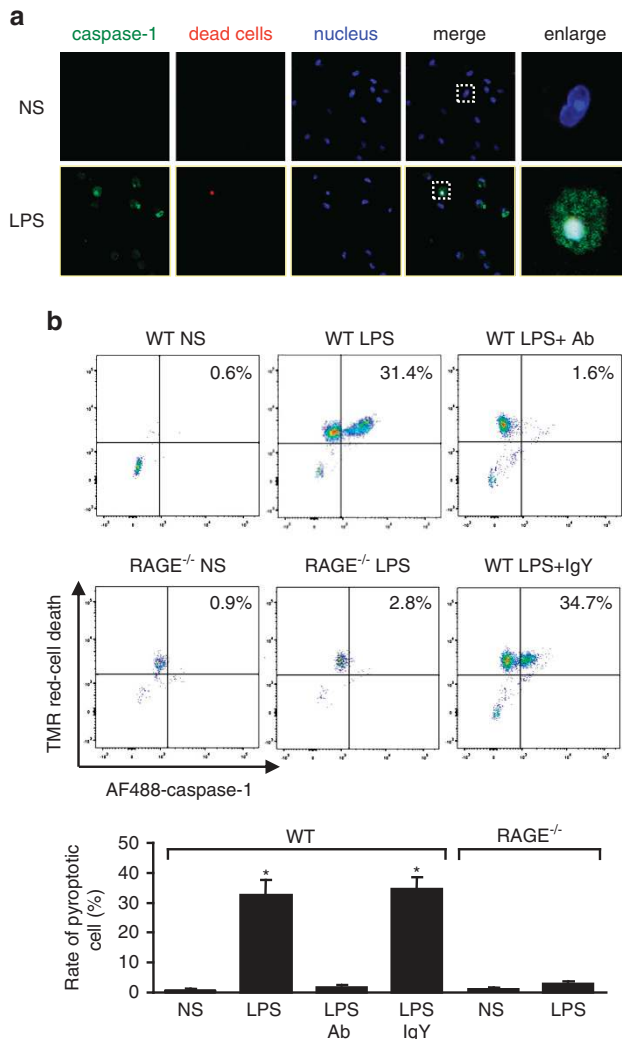 a
caspase-1 dead cells nucleus merge enlarge
NS
LPS
b
WT NS WT LPS WT LPS+ Ab
0.6% 31.4% 1.6%
RAGE-/- NS RAGE-/- LPS WT LPS+IgY
0.9% 2.8% 34.7%
TMR red-cell death
AF488-caspase-1
WT RAGE-/-
Rate of pyroptotic
cell (%)
50
40
30
20
10
0
* *
NS LPS LPS LPS NS LPS
Ab IgY